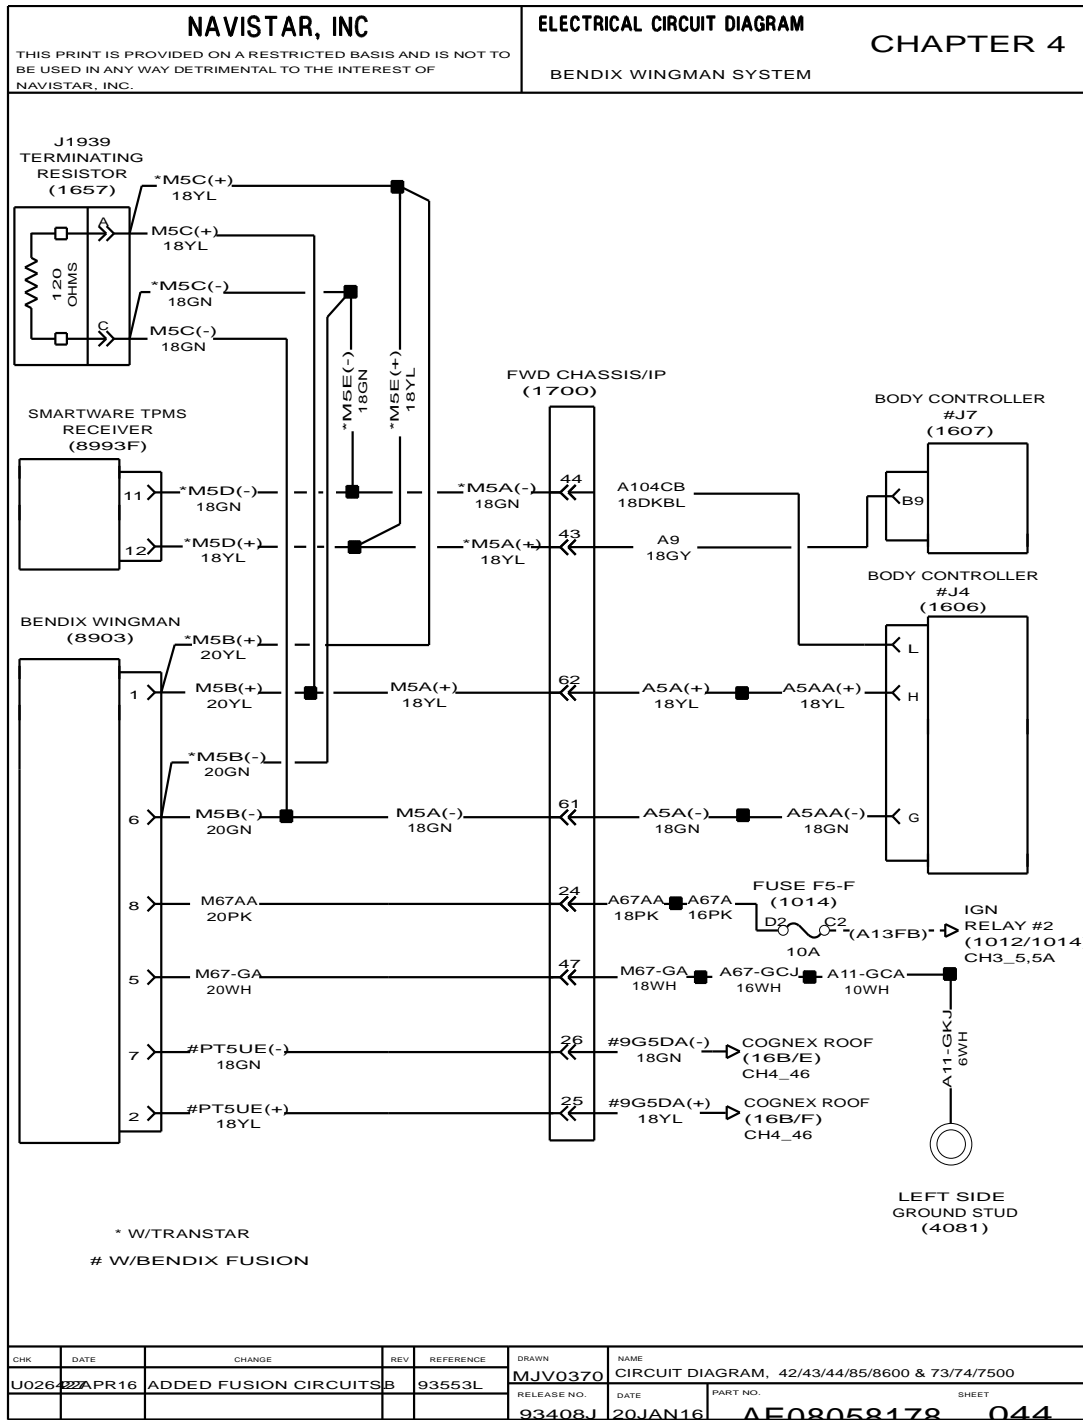 NAVISTAR, INC
THIS PRINT IS PROVIDED ON A RESTRICTED BASIS AND IS NOT TO
BE USED IN ANY WAY DETRIMENTAL TO THE INTEREST OF
NAVISTAR, INC.
ELECTRICAL CIRCUIT DIAGRAM
BENDIX WINGMAN SYSTEM
CHAPTER 4
J1939
TERMINATING
RESISTOR
(1657)
120
OHMS
A
C
*M5C(+)
18YL
M5C(+)
18YL
*M5C(-)
18GN
M5C(-)
18GN
*M5E(-)
18GN
*M5E(+)
18YL
FWD CHASSIS/IP
(1700)
SMARTWARE TPMS
RECEIVER
(8993F)
11
*M5D(-)
18GN
*M5A(-)
18GN
44
A104CB
18DKBL
12
*M5D(+)
18YL
*M5A(+)
18YL
43
A9
18GY
BODY CONTROLLER
#J7
(1607)
B9
BODY CONTROLLER
#J4
(1606)
L
H
G
BENDIX WINGMAN
(8903)
*M5B(+)
20YL
1
M5B(+)
20YL
M5A(+)
18YL
62
A5A(+)
18YL
A5AA(+)
18YL
*M5B(-)
20GN
6
M5B(-)
20GN
M5A(-)
18GN
61
A5A(-)
18GN
A5AA(-)
18GN
8
M67AA
20PK
24
A67AA
18PK
A67A
16PK
FUSE F5-F
(1014)
D2
C2
10A
(A13FB)
IGN
RELAY #2
(1012/1014
CH3_5,5A
5
M67-GA
20WH
47
M67-GA
18WH
A67-GCJ
16WH
A11-GCA
10WH
A11-GKJ
6WH
7
#PT5UE(-)
18GN
26
#9G5DA(-)
18GN
COGNEX ROOF
(16B/E)
CH4_46
2
#PT5UE(+)
18YL
25
#9G5DA(+)
18YL
COGNEX ROOF
(16B/F)
CH4_46
LEFT SIDE
GROUND STUD
(4081)
* W/TRANSTAR
# W/BENDIX FUSION
CHK DATE CHANGE REV REFERENCE
ADDED FUSION CIRCUITS B 93553L
DRAWN
MJV0370
NAME
CIRCUIT DIAGRAM, 42/43/44/85/8600 & 73/74/7500
RELEASE NO.
93408J
DATE
20JAN16
PART NO.
AE08058178
SHEET
044